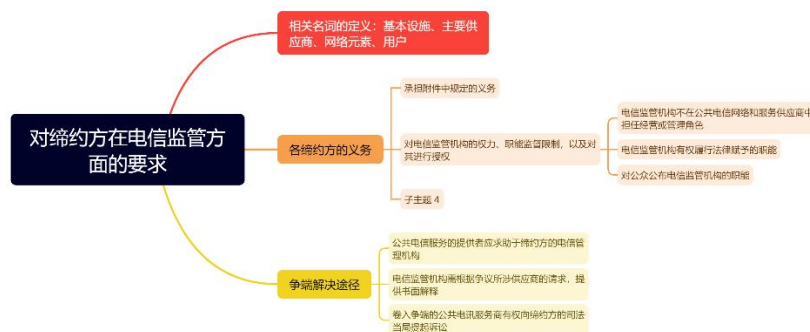 相关名词的定义：基本设施、主要供
应商、网络元素、用户
对缔约方在电信监管方
面的要求
各缔约方的义务
承担附件中规定的义务
对电信监管机构的权力、职能监督限制，以及对
其进行授权
电信监管机构不在公共电信网络和服务供应商中
担任经营或管理角色
电信监管机构有权履行法律赋予的职能
对公众公布电信监管机构的职能
子主题 4
争端解决途径
公共电信服务的提供者应求助于缔约方的电信管
理机构
电信监管机构需根据争议所涉供应商的请求，提
供书面解释
卷入争端的公共电讯服务商有权向缔约方的司法
当局提起诉讼